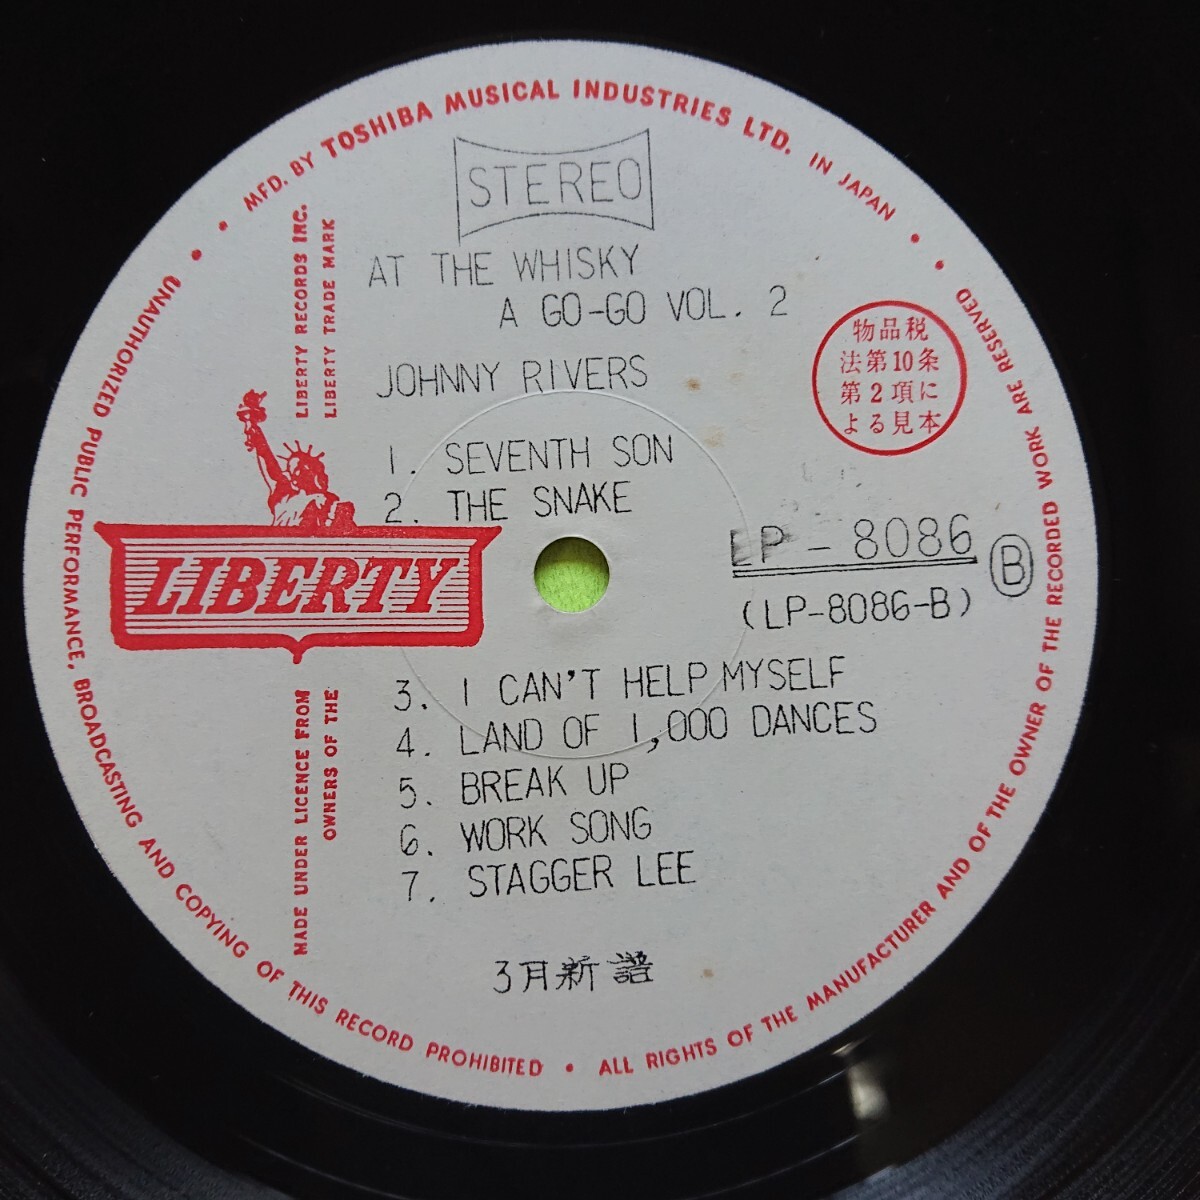 MFD. BY TOSHIBA MUSICAL INDUSTRIES LTD. IN JAPAN
STEREO
AT THE WHISKY
A GO-GO VOL. 2
JOHNNY RIVERS
LIBERTY RECORDS INC.
LIBERTY TRADE MARK
物品税
法第10条
第2項に
よる見本
1. SEVENTH SON
2. THE SNAKE
LIBERTY
LP-8086 B
(LP-8086-B)
3. I CAN'T HELP MYSELF
4. LAND OF 1,000 DANCES
5. BREAK UP
6. WORK SONG
7. STAGGER LEE
MADE UNDER LICENCE FROM
OWNERS OF THE
3月新譜
UNAUTHORIZED PUBLIC PERFORMANCE, BROADCASTING AND COPYING OF THIS RECORD PROHIBITED • ALL RIGHTS OF THE MANUFACTURER AND OF THE OWNER OF THE RECORDED WORK ARE RESERVED